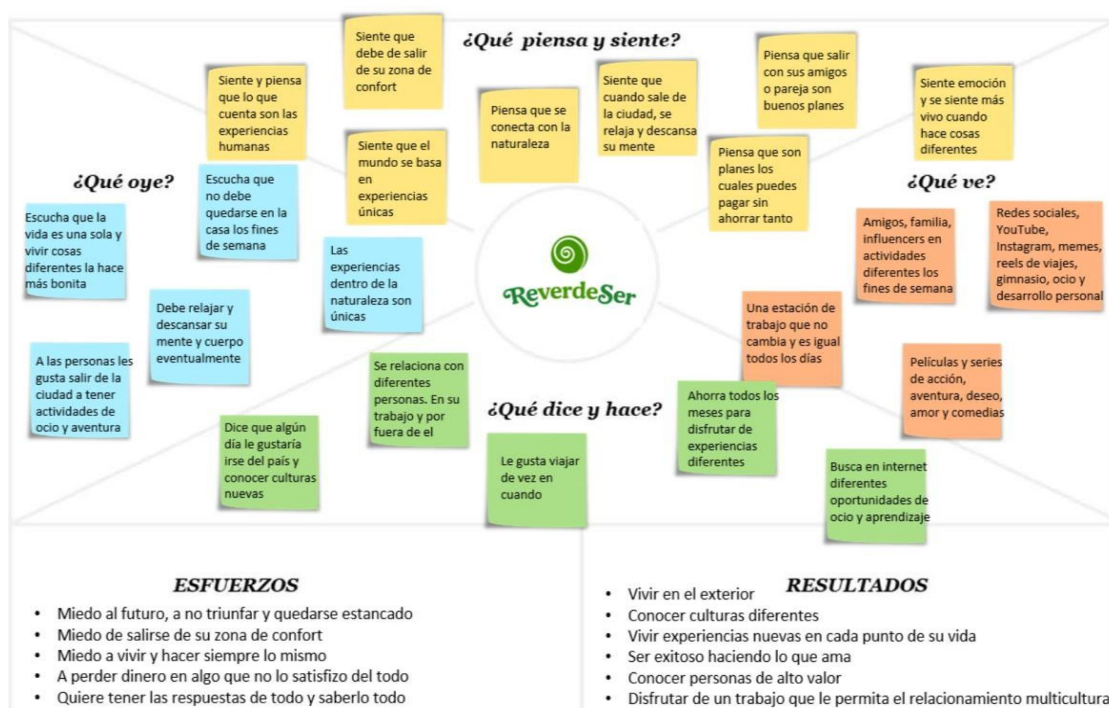 ¿Qué piensa y siente?
Siente y piensa
que lo que
cuenta son las
experiencias
humanas
Siente que
debe de salir
de su zona de
confort
Siente que el
mundo se basa
en
experiencias
únicas
Piensa que se
conecta con la
naturaleza
Siente que
cuando sale de
la ciudad, se
relaja y descansa
su mente
Piensa que salir
con sus amigos
o pareja son
buenos planes
Piensa que son
planes los
cuales puedes
pagar sin
ahorrar tanto
Siente emoción
y se siente más
vivo cuando
hace cosas
diferentes
¿Qué oye?
Escucha que la
vida es una sola y
vivir cosas
diferentes la hace
más bonita
Escucha que
no debe
quedarse en la
casa los fines
de semana
Debe relajar y
descansar su
mente y cuerpo
eventualmente
Las
experiencias
dentro de la
naturaleza son
únicas
A las personas les
gusta salir de la
ciudad a tener
actividades de
ocio y aventura
ReverdeSer
¿Qué ve?
Amigos, familia,
influencers en
actividades
diferentes los
fines de semana
Redes sociales,
YouTube,
Instagram, memes,
reels de viajes,
gimnasio, ocio y
desarrollo personal
Una estación de
trabajo que no
cambia y es igual
todos los días
Películas y series
de acción,
aventura, deseo,
amor y comedias
¿Qué dice y hace?
Dice que algún
día le gustaría
irse del país y
conocer culturas
nuevas
Se relaciona con
diferentes
personas. En su
trabajo y por
fuera de el
Le gusta viajar
de vez en
cuando
Ahorra todos los
meses para
disfrutar de
experiencias
diferentes
Busca en internet
diferentes
oportunidades de
ocio y aprendizaje
ESFUERZOS
• Miedo al futuro, a no triunfar y quedarse estancado
• Miedo de salirse de su zona de confort
• Miedo a vivir y hacer siempre lo mismo
• A perder dinero en algo que no lo satisfizo del todo
• Quiere tener las respuestas de todo y saberlo todo
RESULTADOS
• Vivir en el exterior
• Conocer culturas diferentes
• Vivir experiencias nuevas en cada punto de su vida
• Ser exitoso haciendo lo que ama
• Conocer personas de alto valor
• Disfrutar de un trabajo que le permita el relacionamiento multicultura